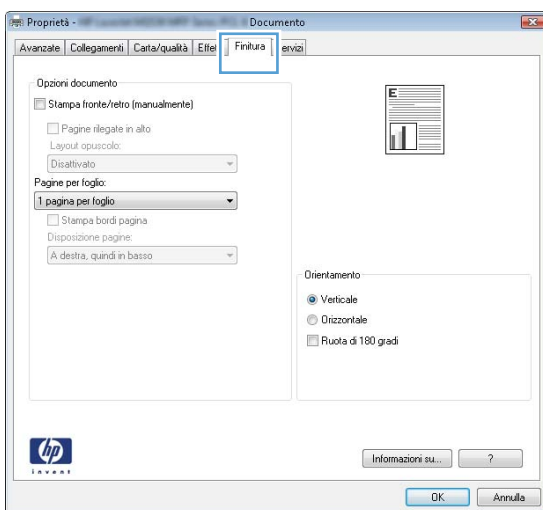 Proprietà - Documento
Avanzate Collegamenti Carta/qualità Finitura
Opzioni documento
Stampa fronte/retro (manualmente)
Pagine rilegate in alto
Layout opuscolo:
Disattivato
Pagine per foglio:
1 pagina per foglio
Stampa bordi pagina
Disposizione pagine:
A destra, quindi in basso
E
Orientamento
Verticale
Orizzontale
Ruota di 180 gradi
hp
invent
Informazioni su... ?
OK Annulla